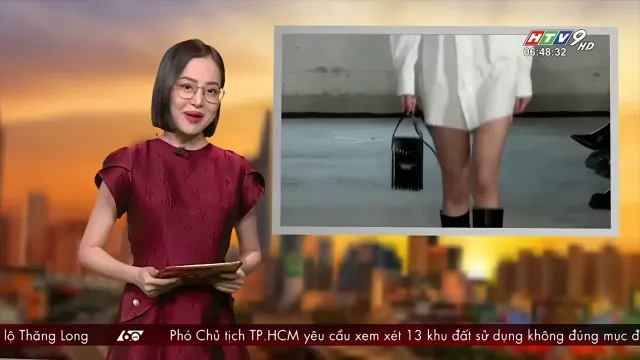 HTV9 HD
06:48:32
lộ Thăng Long 60 Phó Chủ tịch TP.HCM yêu cầu xem xét 13 khu đất sử dụng không đúng mục đ